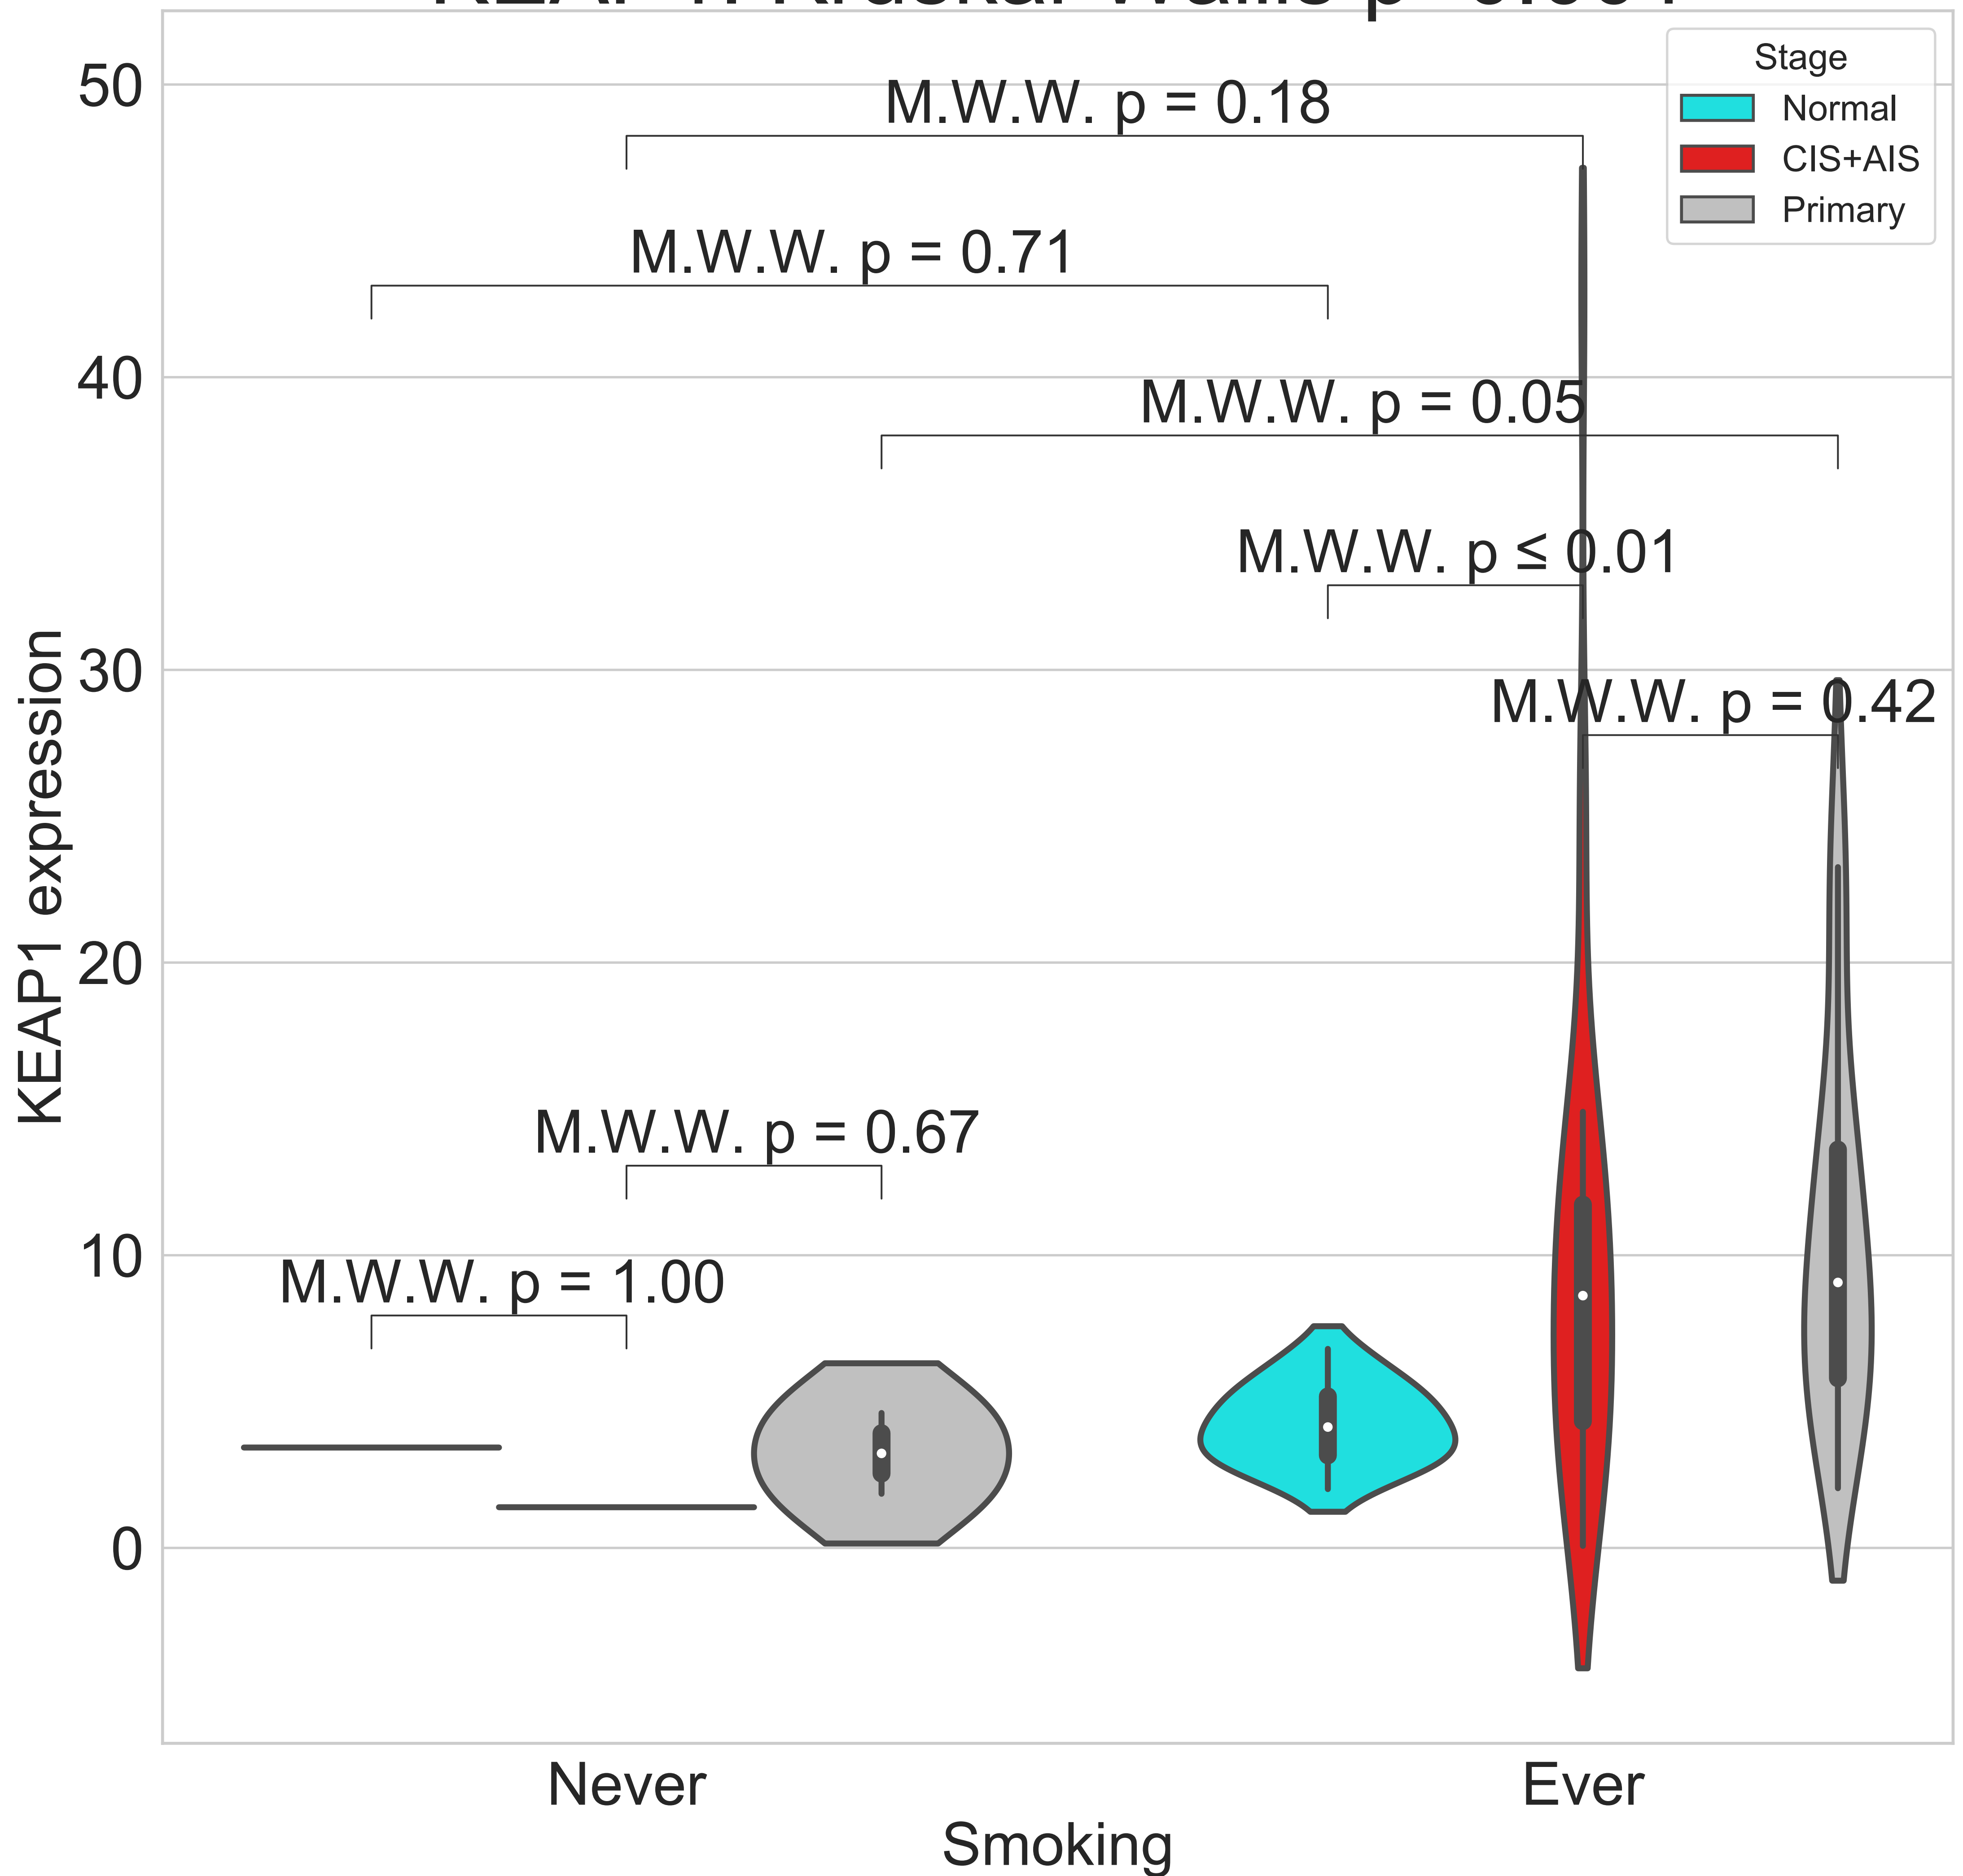 Stage
Normal
CIS+AIS
Primary
M.W.W. p = 0.18
M.W.W. p = 0.71
M.W.W. p = 0.05
M.W.W. p ≤ 0.01
M.W.W. p = 0.42
M.W.W. p = 0.67
M.W.W. p = 1.00
50
40
30
20
10
0
KEAP1 expression
Never
Ever
Smoking